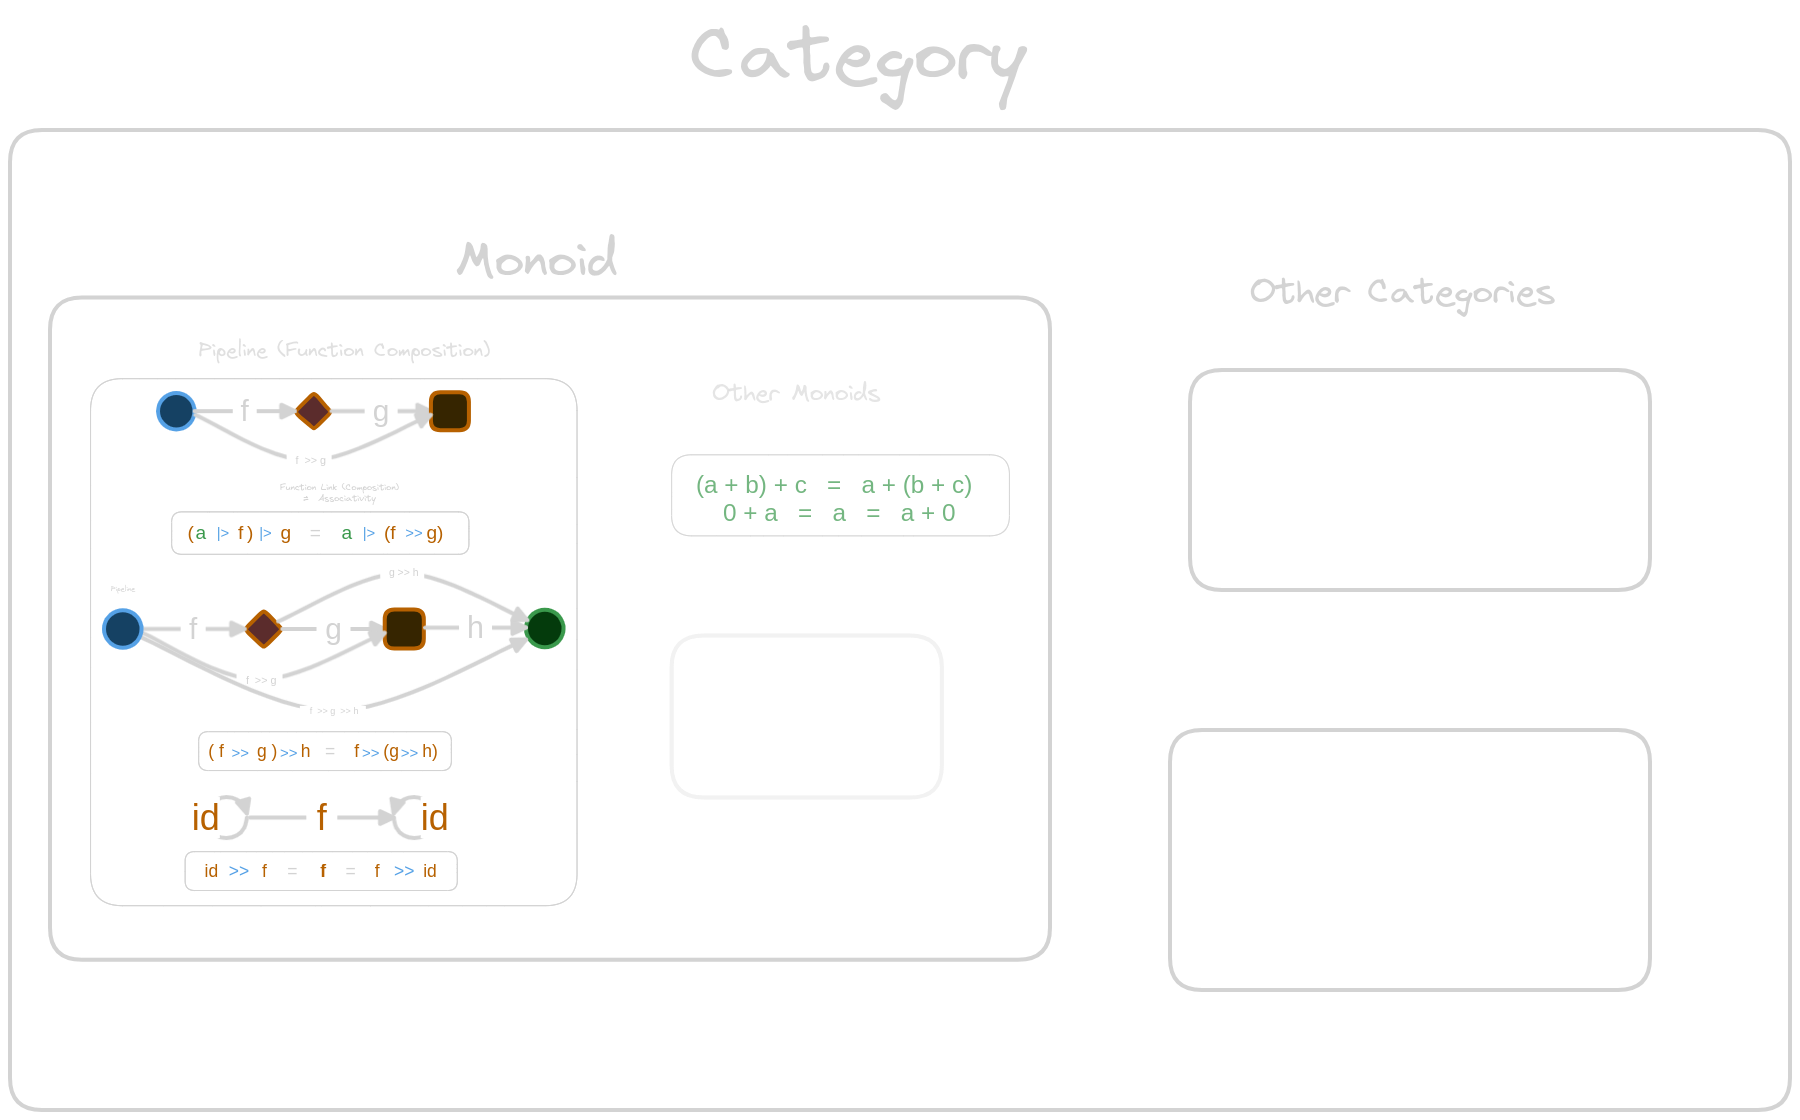 Category
Monoid
Other Categories
Pipeline (Function Composition)
Other Monoids
f g
f >> g
(a + b) + c = a + (b + c)
0 + a = a = a + 0
Function Link (Composition)
≠ Associativity
(a |> f) |> g = a |> (f >> g)
g >> h
Pipeline
f g h
f >> g
f >> g >> h
(f >> g) >> h = f >> (g >> h)
id f id
id >> f = f = f >> id